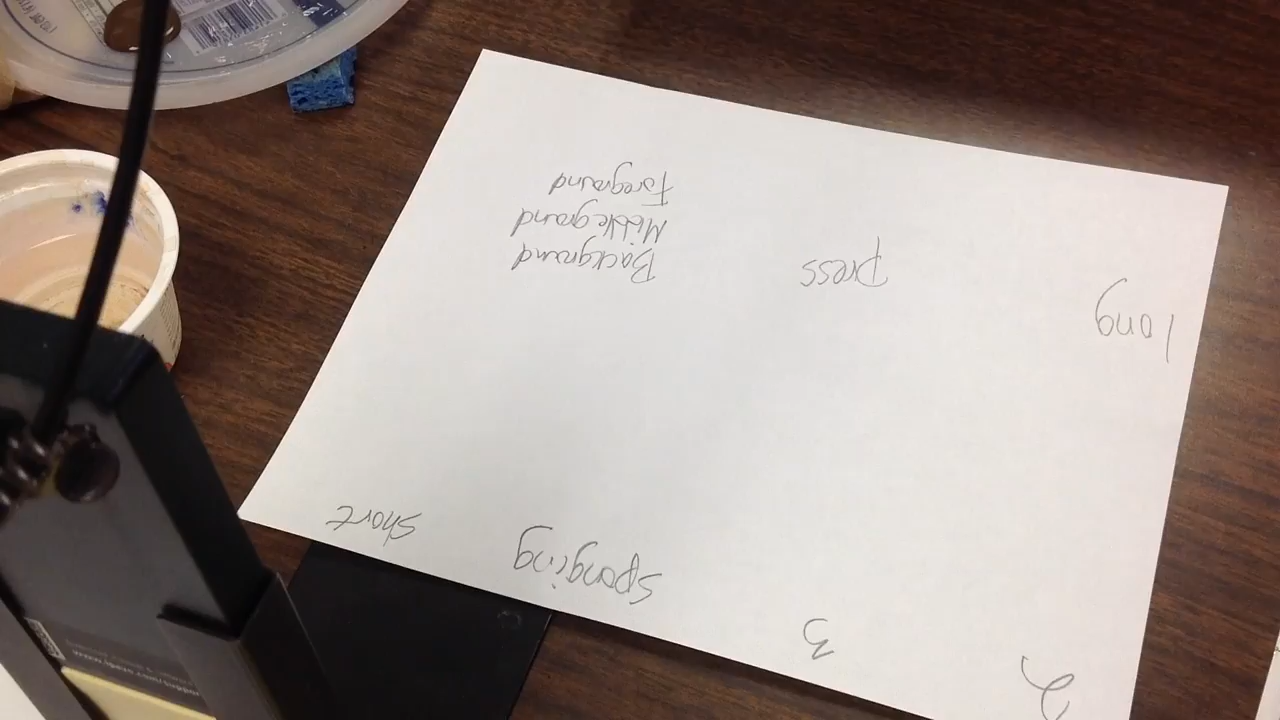 2
3
sponging
short
long
press
Background
Middleground
Foreground